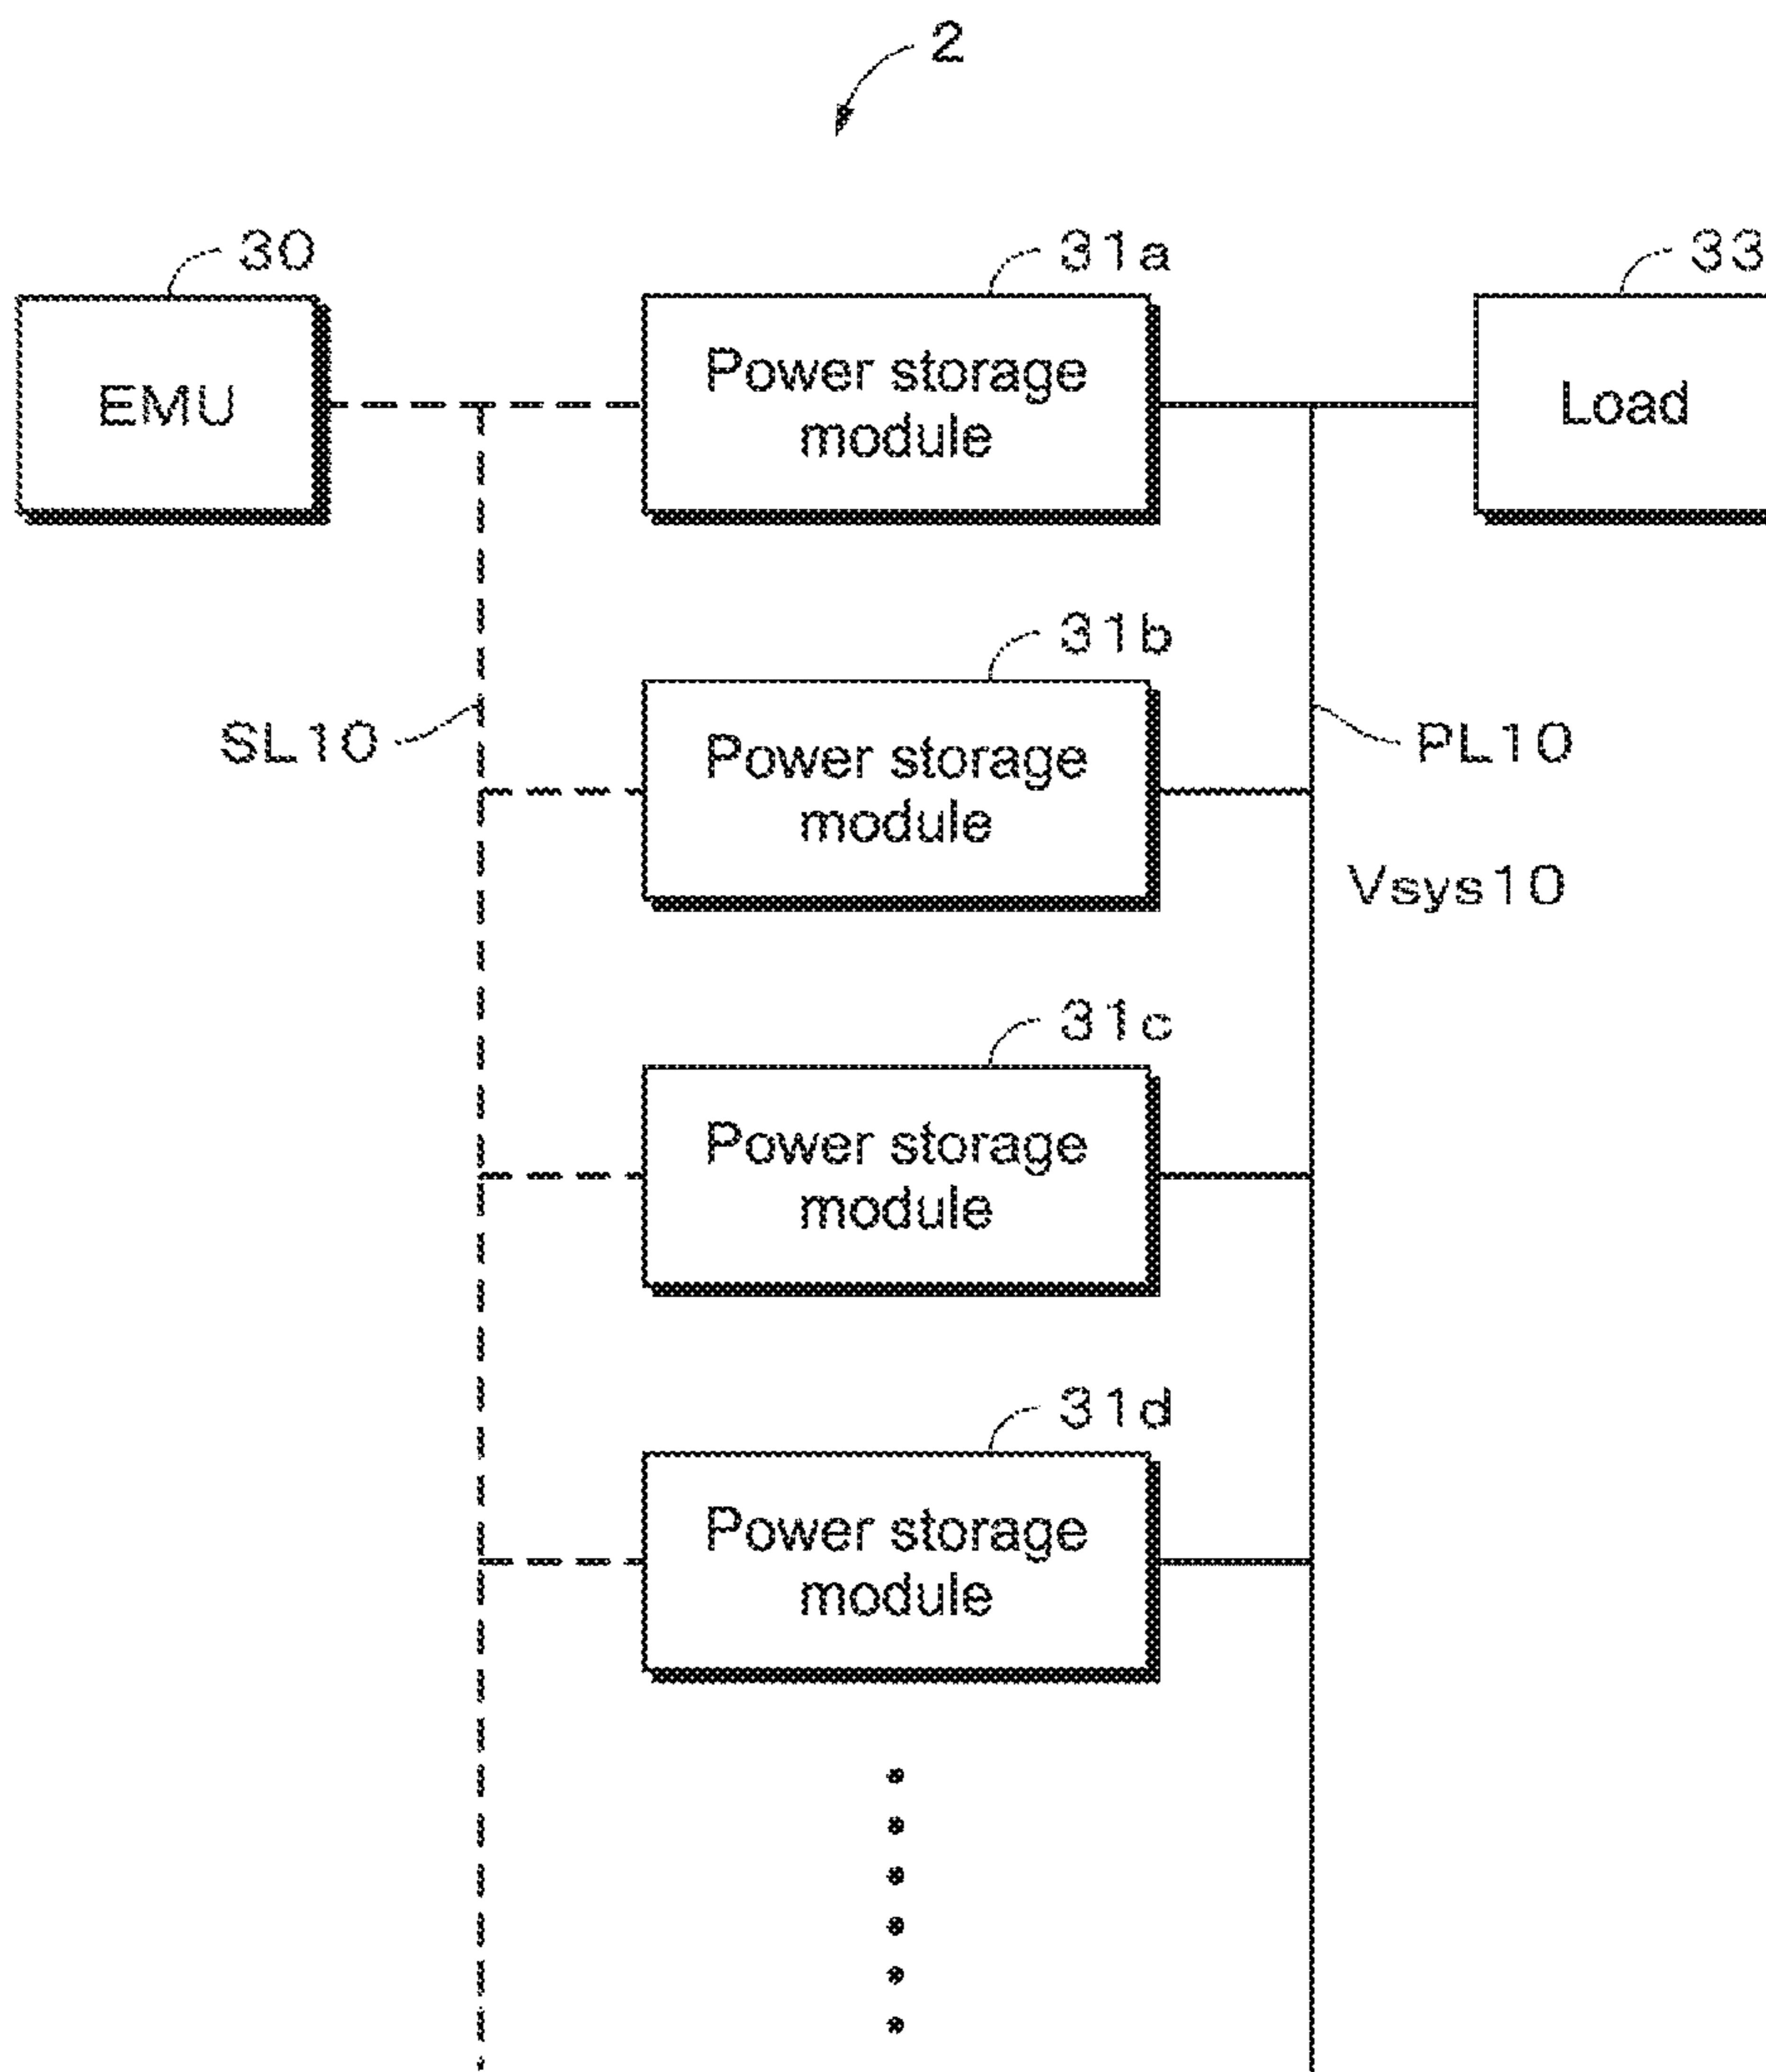 2
30
31a
33
EMU
Power storage
module
Load
31b
SL10
Power storage
module
PL10
Vsys10
31c
Power storage
module
31d
Power storage
module